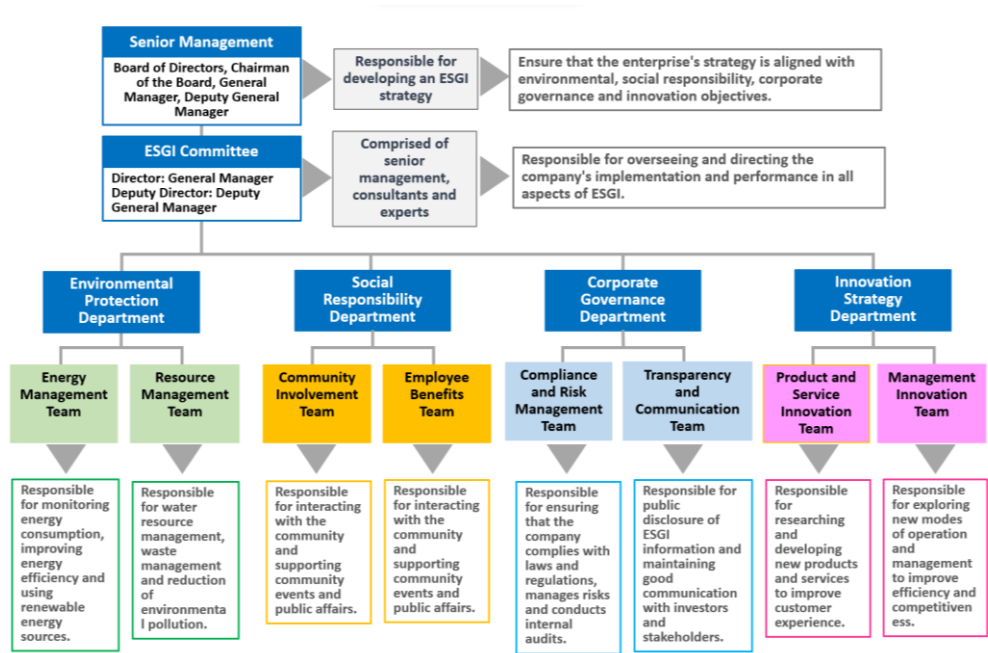 Senior Management
Board of Directors, Chairman
of the Board, General
Manager, Deputy General
Manager
Responsible for
developing an ESGI
strategy
Ensure that the enterprise's strategy is aligned with
environmental, social responsibility, corporate
governance and innovation objectives.
ESGI Committee
Director: General Manager
Deputy Director: Deputy
General Manager
Comprised of
senior
management,
consultants and
experts
Responsible for overseeing and directing the
company's implementation and performance in all
aspects of ESGI.
Environmental
Protection
Department
Social
Responsibility
Department
Corporate
Governance
Department
Innovation
Strategy
Department
Energy
Management
Team
Resource
Management
Team
Community
Involvement
Team
Employee
Benefits
Team
Compliance
and Risk
Management
Team
Transparency
and
Communication
Team
Product and
Service
Innovation
Team
Management
Innovation
Team
Responsible
for monitoring
energy
consumption,
improving
energy
efficiency and
using
renewable
energy
sources.
Responsible
for water
resource
management,
waste
management
and reduction
of
environmenta
l pollution.
Responsible
for interacting
with the
community
and
supporting
community
events and
public affairs.
Responsible
for interacting
with the
community
and
supporting
community
events and
public affairs.
Responsible
for ensuring
that the
company
complies with
laws and
regulations,
manages risks
and conducts
internal
audits.
Responsible for
public
disclosure of
ESGI
information and
maintaining
good
communication
with investors
and
stakeholders.
Responsible
for
researching
and
developing
new products
and services
to improve
customer
experience.
Responsible
for exploring
new modes
of operation
and
management
to improve
efficiency and
competitiven
ess.